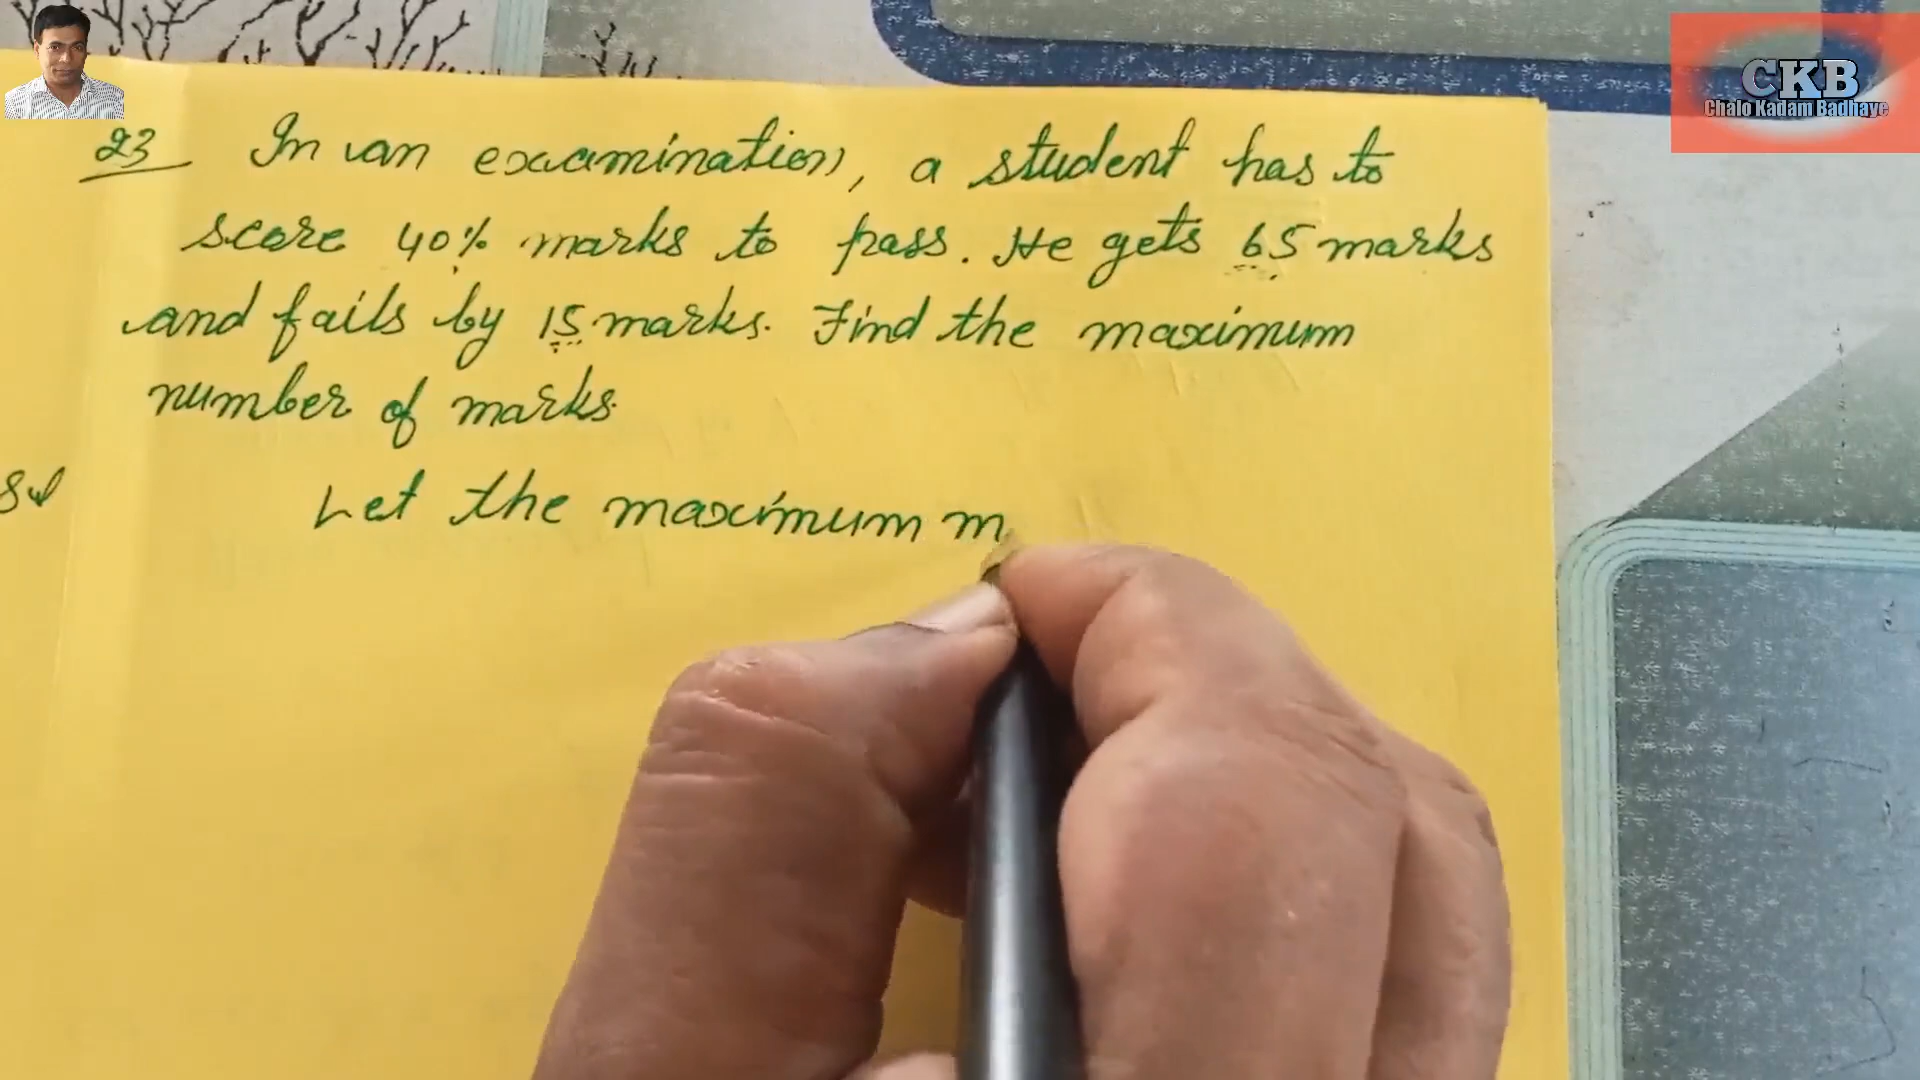 CKB
Chalo Kadam Badhaye
23 In an examination, a student has to
score 40% marks to pass. He gets 65 marks
and fails by 15 marks. Find the maximum
number of marks.
Sol Let the maximum m